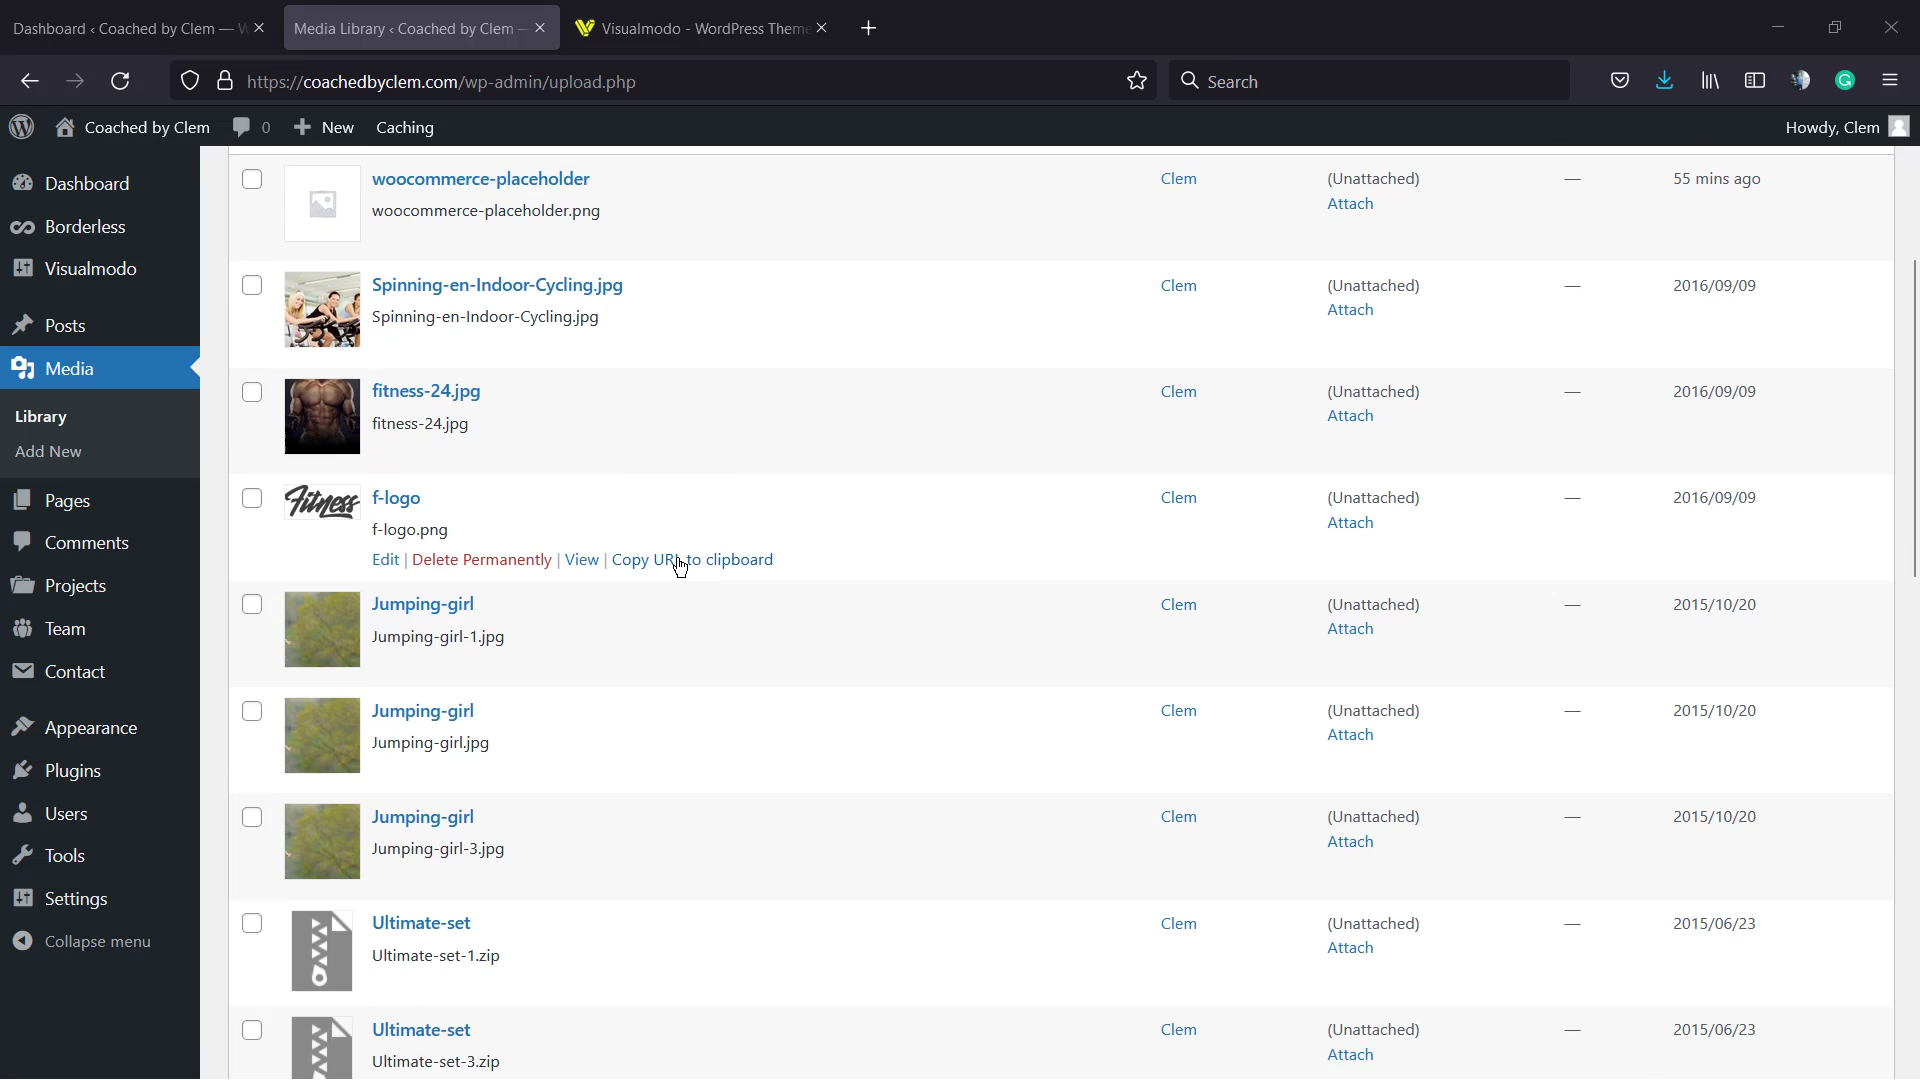 Dashboard ‹ Coached by Clem —
Media Library ‹ Coached by Clem —
Visualmodo - WordPress Theme
https://coachedbyclem.com/wp-admin/upload.php
Search
Coached by Clem
0
New
Caching
Howdy, Clem
Dashboard
Borderless
Visualmodo
Posts
Media
Library
Add New
Pages
Comments
Projects
Team
Contact
Appearance
Plugins
Users
Tools
Settings
Collapse menu
woocommerce-placeholder Clem (Unattached) — 55 mins ago
woocommerce-placeholder.png Attach
Spinning-en-Indoor-Cycling.jpg Clem (Unattached) — 2016/09/09
Spinning-en-Indoor-Cycling.jpg Attach
fitness-24.jpg Clem (Unattached) — 2016/09/09
fitness-24.jpg Attach
Fitness
f-logo Clem (Unattached) — 2016/09/09
f-logo.png Attach
Edit | Delete Permanently | View | Copy URL to clipboard
Jumping-girl Clem (Unattached) — 2015/10/20
Jumping-girl-1.jpg Attach
Jumping-girl Clem (Unattached) — 2015/10/20
Jumping-girl.jpg Attach
Jumping-girl Clem (Unattached) — 2015/10/20
Jumping-girl-3.jpg Attach
Ultimate-set Clem (Unattached) — 2015/06/23
Ultimate-set-1.zip Attach
Ultimate-set Clem (Unattached) — 2015/06/23
Ultimate-set-3.zip Attach